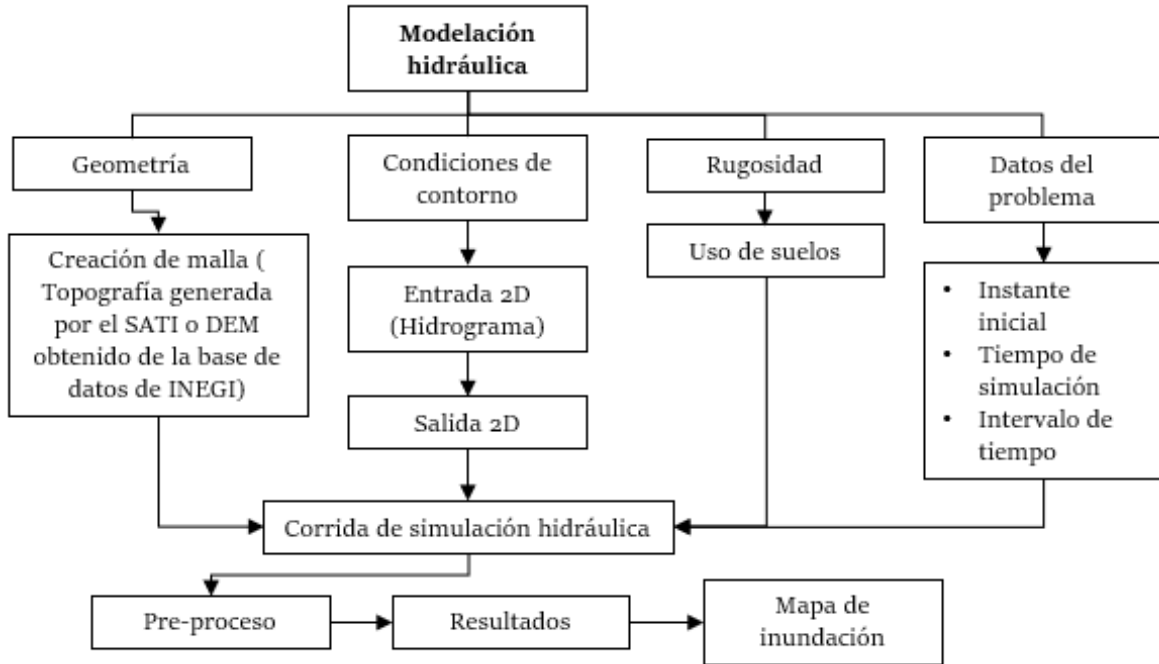 Modelación
hidráulica
Geometría
Condiciones de
contorno
Rugosidad
Datos del
problema
Creación de malla (
Topografía generada
por el SATI o DEM
obtenido de la base de
datos de INEGI)
Entrada 2D
(Hidrograma)
Salida 2D
Uso de suelos
• Instante
inicial
• Tiempo de
simulación
• Intervalo de
tiempo
Corrida de simulación hidráulica
Pre-proceso
Resultados
Mapa de
inundación